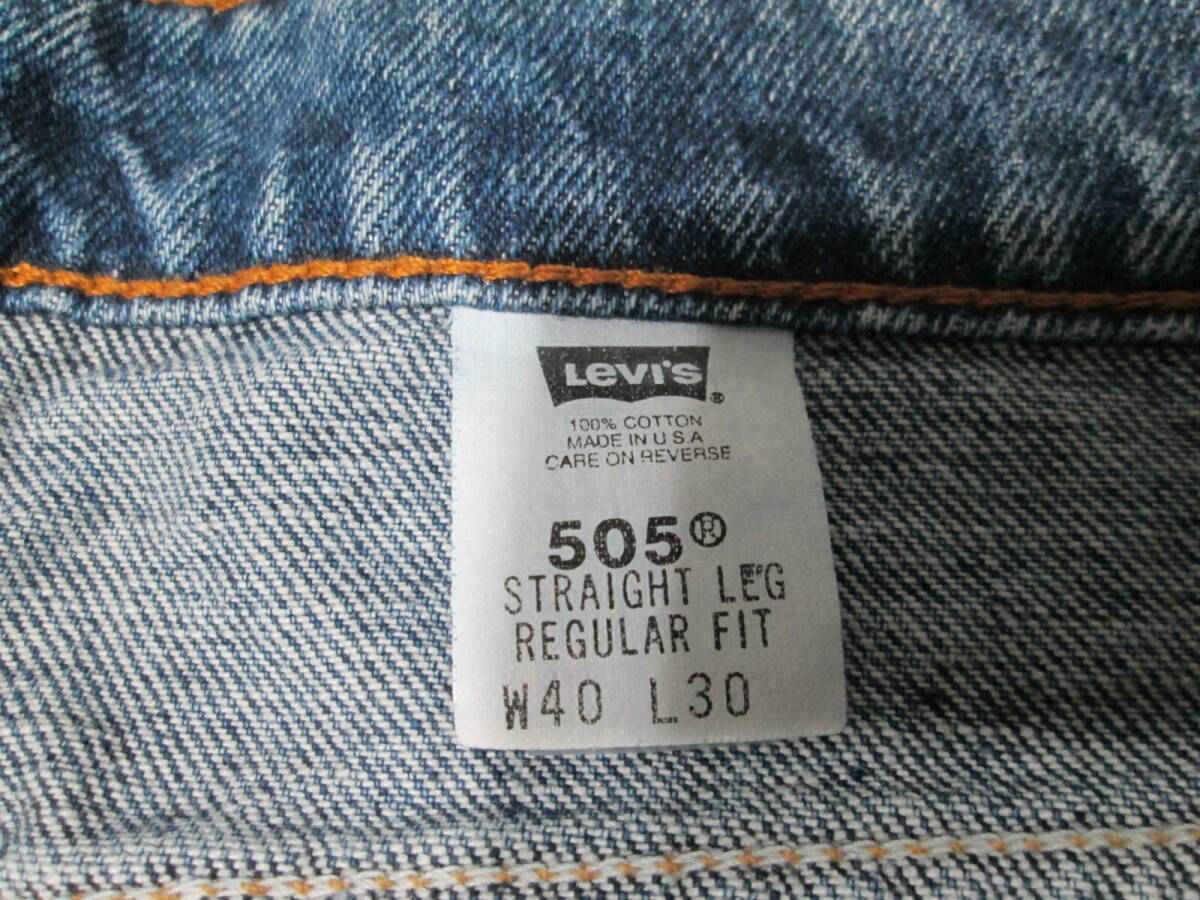 Levi's®
100% COTTON
MADE IN U.S.A
CARE ON REVERSE
505®
STRAIGHT LEG
REGULAR FIT
W40 L30